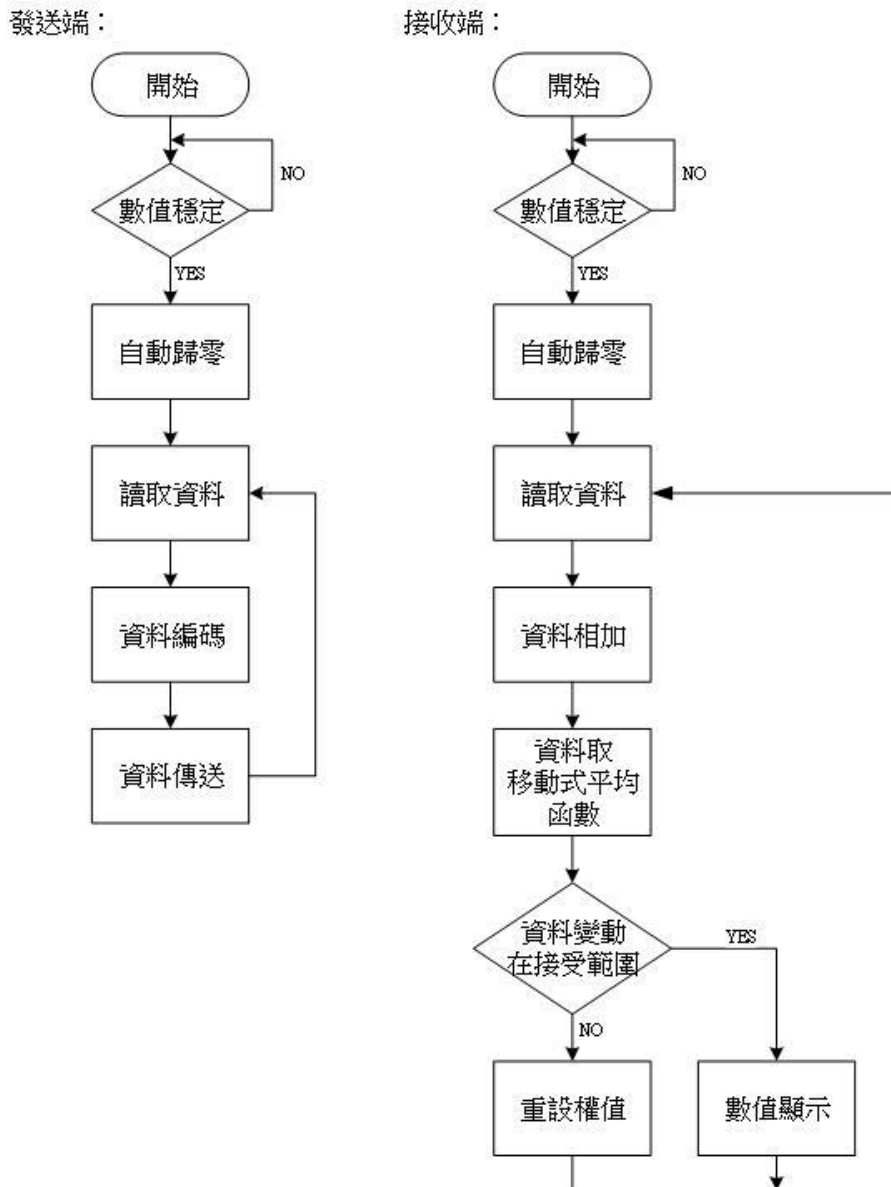 發送端：
開始
NO
數值穩定
YES
自動歸零
讀取資料
資料編碼
資料傳送
接收端：
開始
NO
數值穩定
YES
自動歸零
讀取資料
資料相加
資料取
移動式平均
函數
資料變動
在接受範圍
YES
NO
重設權值
數值顯示